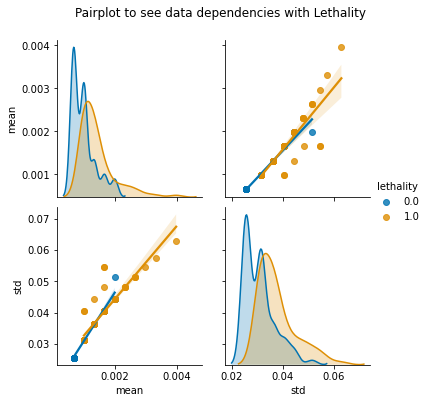 Pairplot to see data dependencies with Lethality
0.004
0.003
0.002
0.001
mean
lethality
0.0
1.0
0.07
0.06
0.05
0.04
0.03
std
0.002 0.004
mean
0.02 0.04 0.06
std